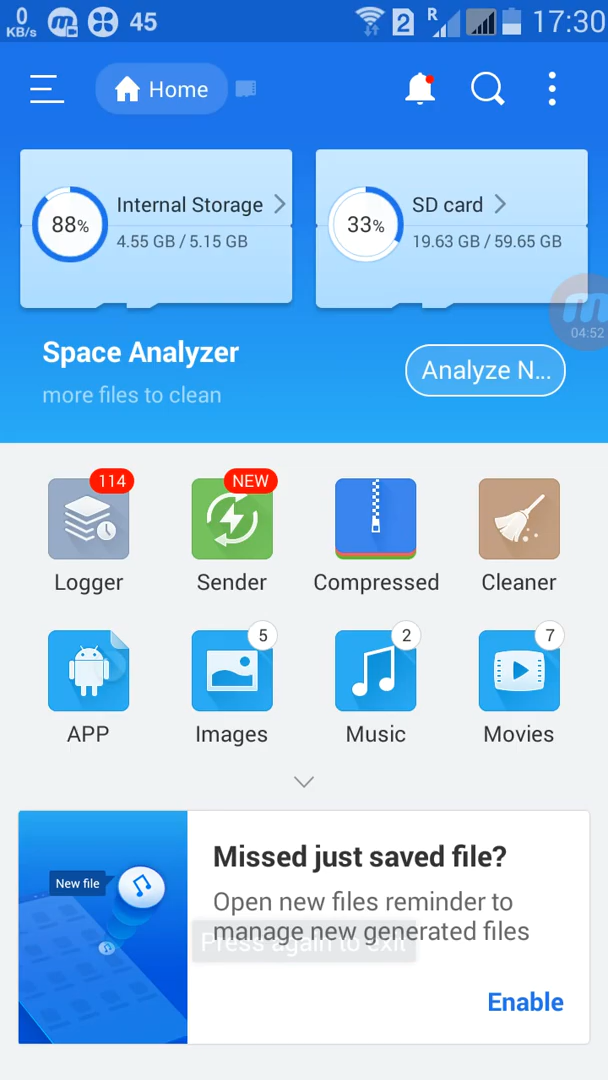 0
KB/s
45
2
R
17:30
Home
88%
Internal Storage
4.55 GB / 5.15 GB
33%
SD card
19.63 GB / 59.65 GB
04:52
Space Analyzer
more files to clean
Analyze N...
114
NEW
Logger
Sender
Compressed
Cleaner
5
2
7
APP
Images
Music
Movies
New file
Missed just saved file?
Open new files reminder to
manage new generated files
Press again to exit
Enable